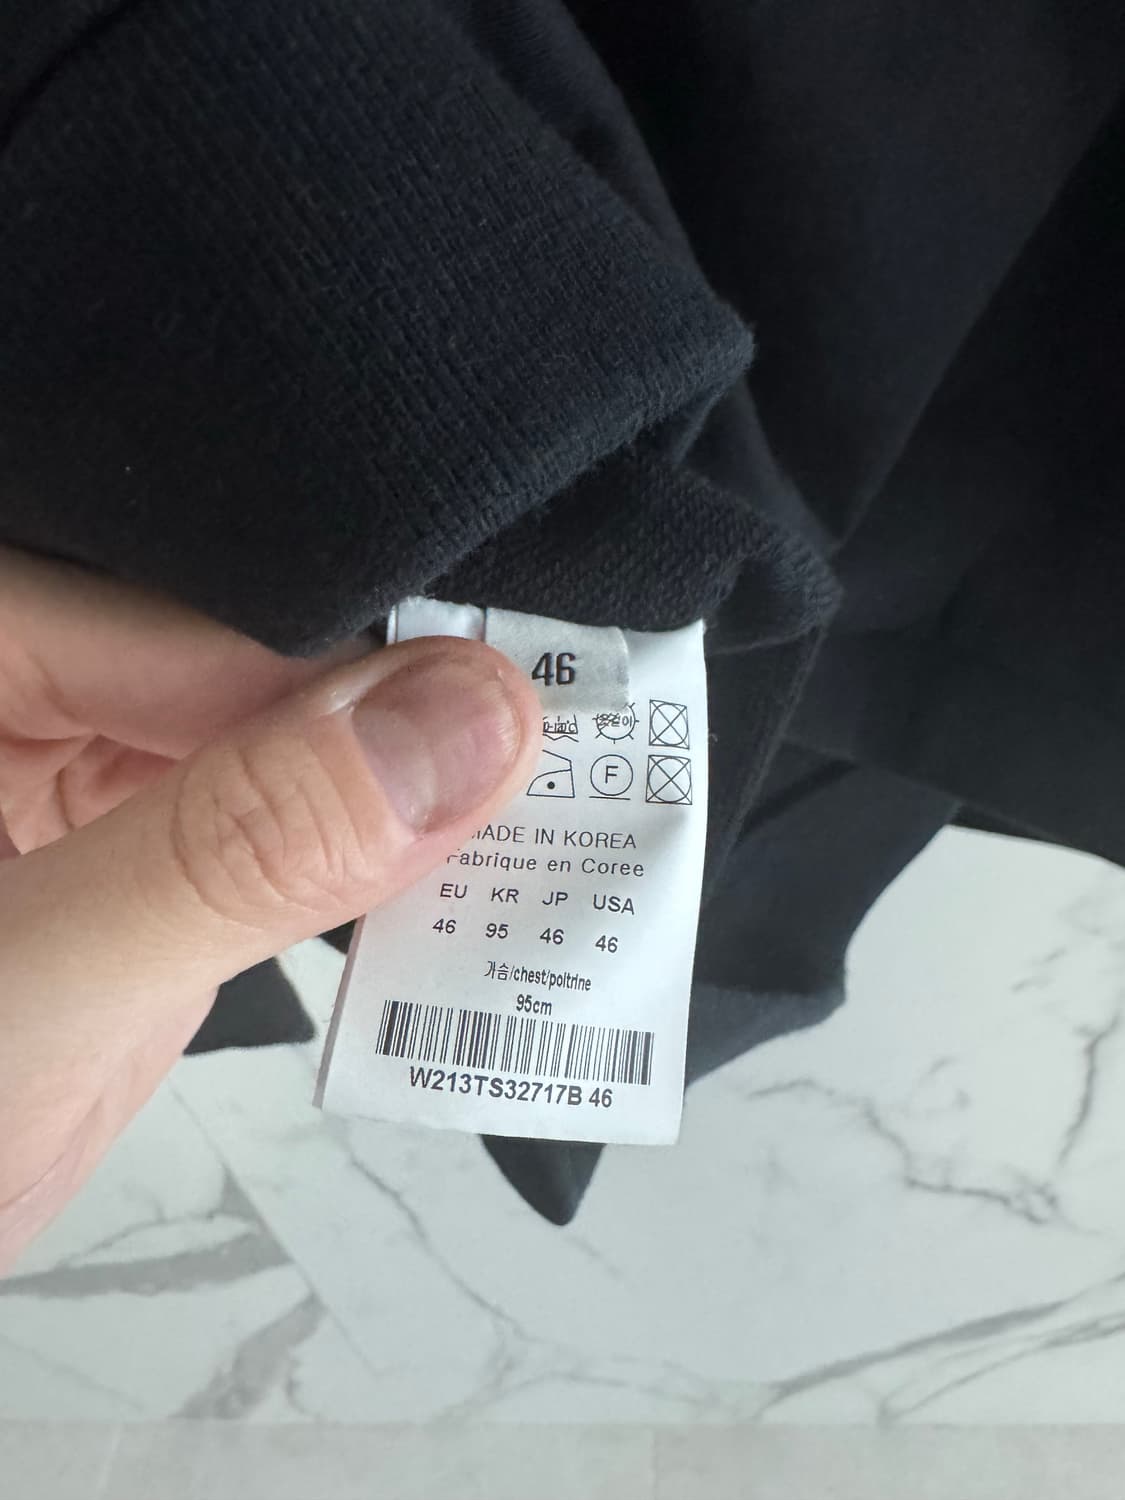 46
F
MADE IN KOREA
Fabrique en Coree
EU KR JP USA
46 95 46 46
가슴/chest/poltrine
95cm
W213TS32717B 46